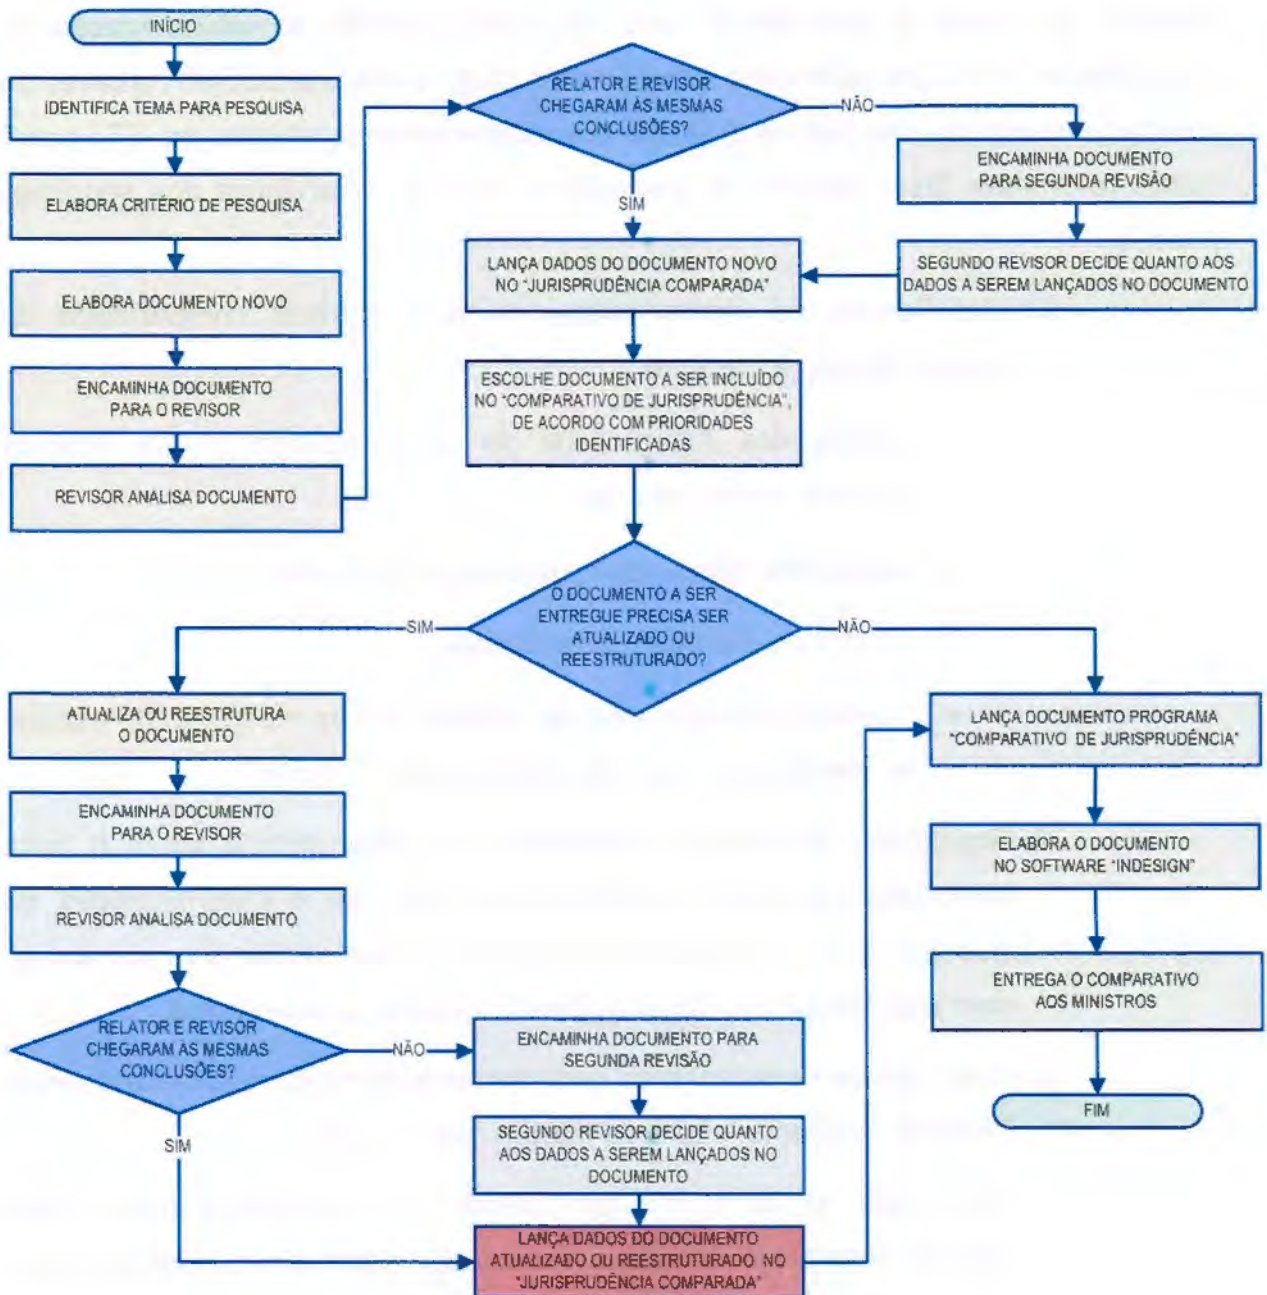 INÍCIO
IDENTIFICA TEMA PARA PESQUISA
ELABORA CRITÉRIO DE PESQUISA
ELABORA DOCUMENTO NOVO
ENCAMINHA DOCUMENTO
PARA O REVISOR
REVISOR ANALISA DOCUMENTO
RELATOR E REVISOR
CHEGARAM ÀS MESMAS
CONCLUSÕES?
NÃO
ENCAMINHA DOCUMENTO
PARA SEGUNDA REVISÃO
SEGUNDO REVISOR DECIDE QUANTO AOS
DADOS A SEREM LANÇADOS NO DOCUMENTO
SIM
LANÇA DADOS DO DOCUMENTO NOVO
NO "JURISPRUDÊNCIA COMPARADA"
ESCOLHE DOCUMENTO A SER INCLUÍDO
NO "COMPARATIVO DE JURISPRUDÊNCIA",
DE ACORDO COM PRIORIDADES
IDENTIFICADAS
O DOCUMENTO A SER
ENTREGUE PRECISA SER
ATUALIZADO OU
REESTRUTURADO?
SIM
NÃO
ATUALIZA OU REESTRUTURA
O DOCUMENTO
ENCAMINHA DOCUMENTO
PARA O REVISOR
REVISOR ANALISA DOCUMENTO
RELATOR E REVISOR
CHEGARAM ÀS MESMAS
CONCLUSÕES?
NÃO
ENCAMINHA DOCUMENTO PARA
SEGUNDA REVISÃO
SEGUNDO REVISOR DECIDE QUANTO
AOS DADOS A SEREM LANÇADOS NO
DOCUMENTO
SIM
LANÇA DADOS DO DOCUMENTO
ATUALIZADO OU REESTRUTURADO NO
"JURISPRUDÊNCIA COMPARADA"
LANÇA DOCUMENTO PROGRAMA
"COMPARATIVO DE JURISPRUDÊNCIA"
ELABORA O DOCUMENTO
NO SOFTWARE "INDESIGN"
ENTREGA O COMPARATIVO
AOS MINISTROS
FIM